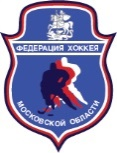 ФЕДЕРАЦИЯ ХОККЕЯ
МОСКОВСКОЙ ОБЛАСТИ